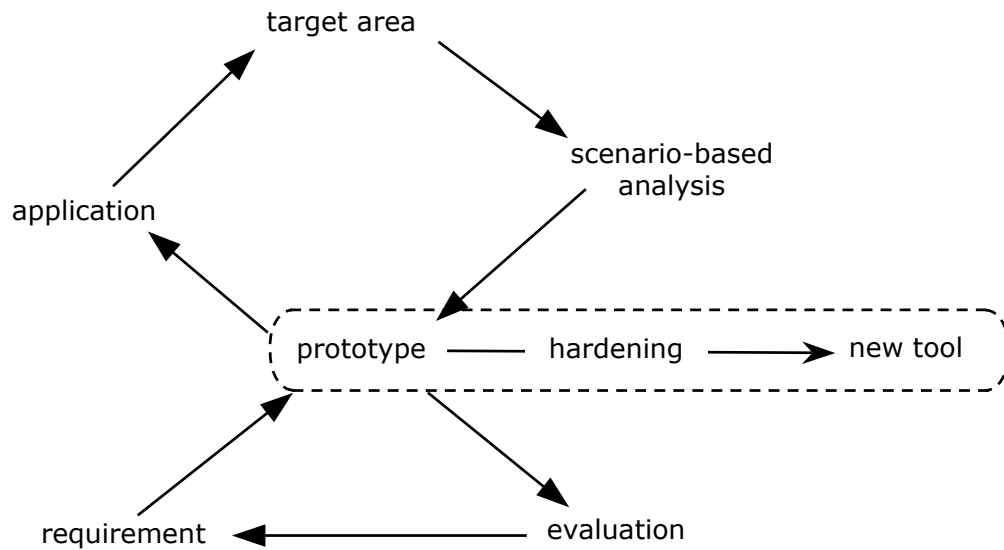 target area
scenario-based
analysis
application
prototype
hardening
new tool
requirement
evaluation